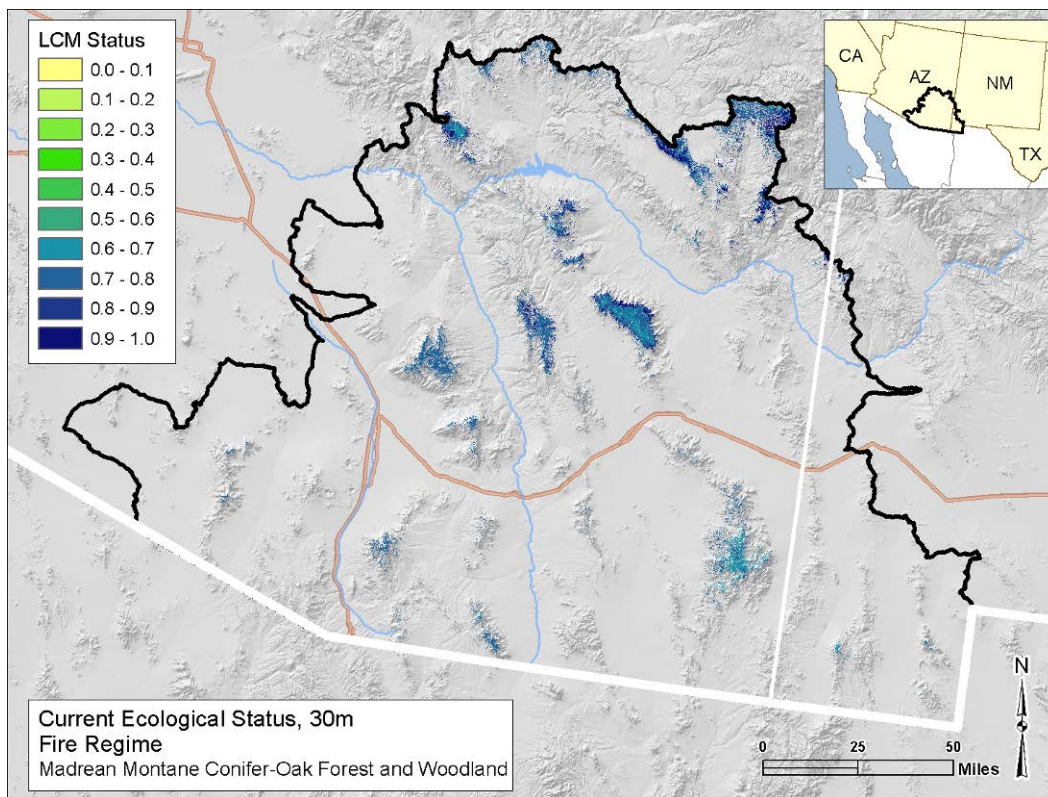 LCM Status
0.0 - 0.1
0.1 - 0.2
0.2 - 0.3
0.3 - 0.4
0.4 - 0.5
0.5 - 0.6
0.6 - 0.7
0.7 - 0.8
0.8 - 0.9
0.9 - 1.0
CA
AZ
NM
TX
Current Ecological Status, 30m
Fire Regime
Madrean Montane Conifer-Oak Forest and Woodland
N
0 25 50
Miles